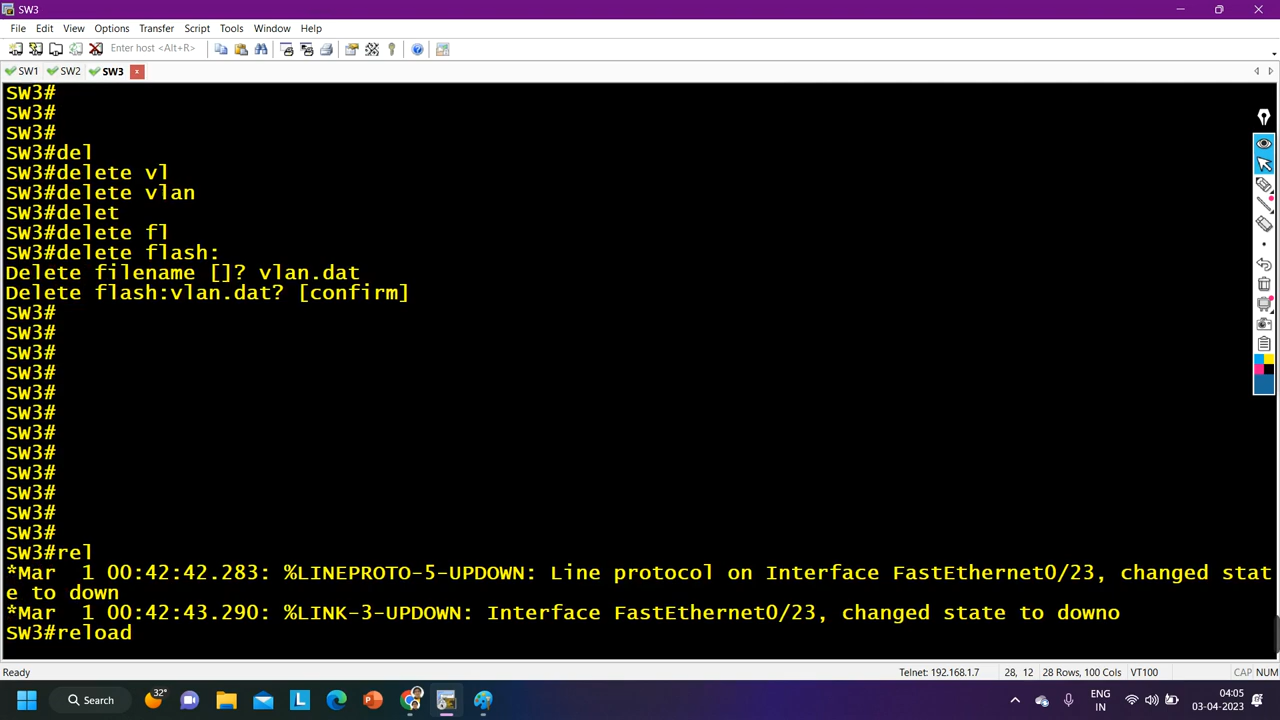 SW3
File Edit View Options Transfer Script Tools Window Help
Enter host <Alt+R>
SW1 SW2 SW3
SW3#
SW3#
SW3#
SW3#del
SW3#delete vl
SW3#delete vlan
SW3#delet
SW3#delete fl
SW3#delete flash:
Delete filename []? vlan.dat
Delete flash:vlan.dat? [confirm]
SW3#
SW3#
SW3#
SW3#
SW3#
SW3#
SW3#
SW3#
SW3#
SW3#
SW3#
SW3#
SW3#rel
*Mar  1 00:42:42.283: %LINEPROTO-5-UPDOWN: Line protocol on Interface FastEthernet0/23, changed stat
e to down
*Mar  1 00:42:43.290: %LINK-3-UPDOWN: Interface FastEthernet0/23, changed state to downo
SW3#reload
Ready Telnet: 192.168.1.7 28, 12 28 Rows, 100 Cols VT100 CAP NUM
32° Search L ENG 04:05
IN 03-04-2023